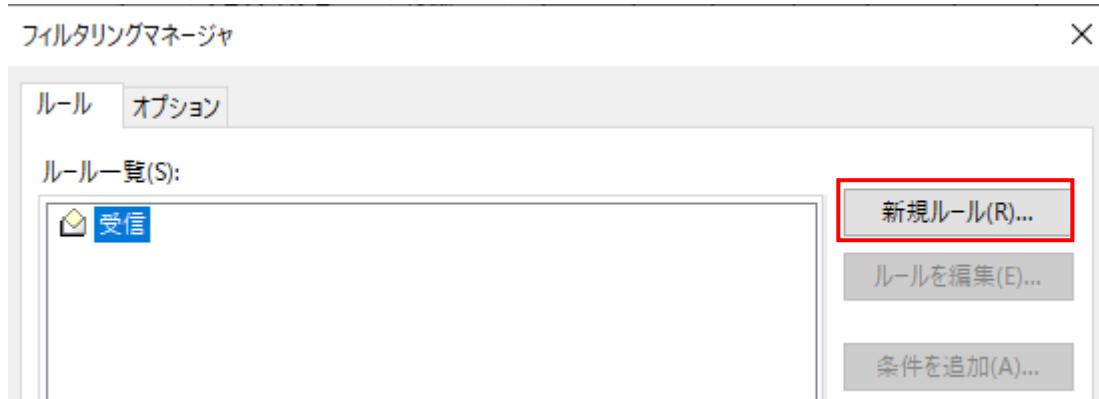 フィルタリングマネージャ
ルール オプション
ルール一覧(S):
受信
新規ルール(R)...
ルールを編集(E)...
条件を追加(A)...